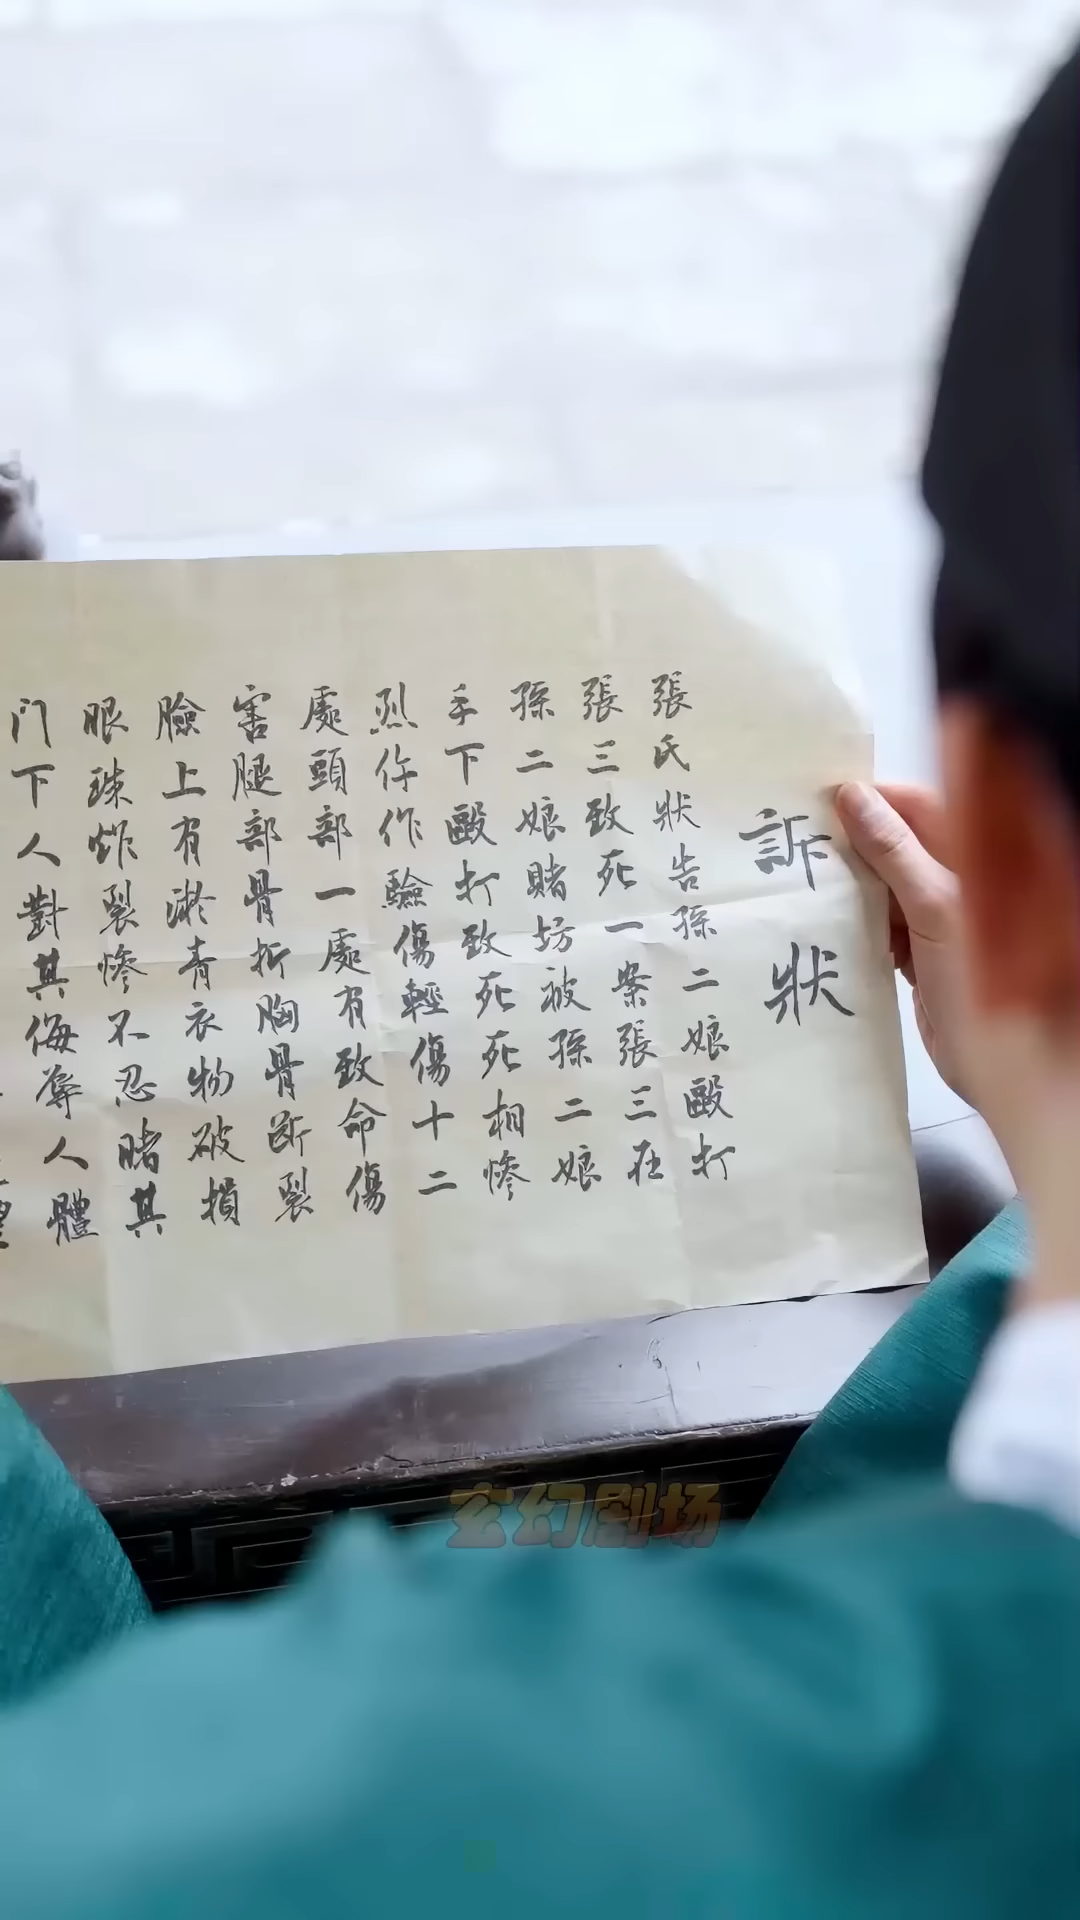 訴狀
張氏狀告孫二娘毆打
張三致死一案張三在
孫二娘賭坊被孫二娘
手下毆打致死死相慘
烈仵作驗傷輕傷十二
處頭部一處有致命傷
害腿部骨折胸骨斷裂
臉上有淤青衣物破損
眼珠炸裂慘不忍睹其
門下人對其侮辱人體
玄幻剧场